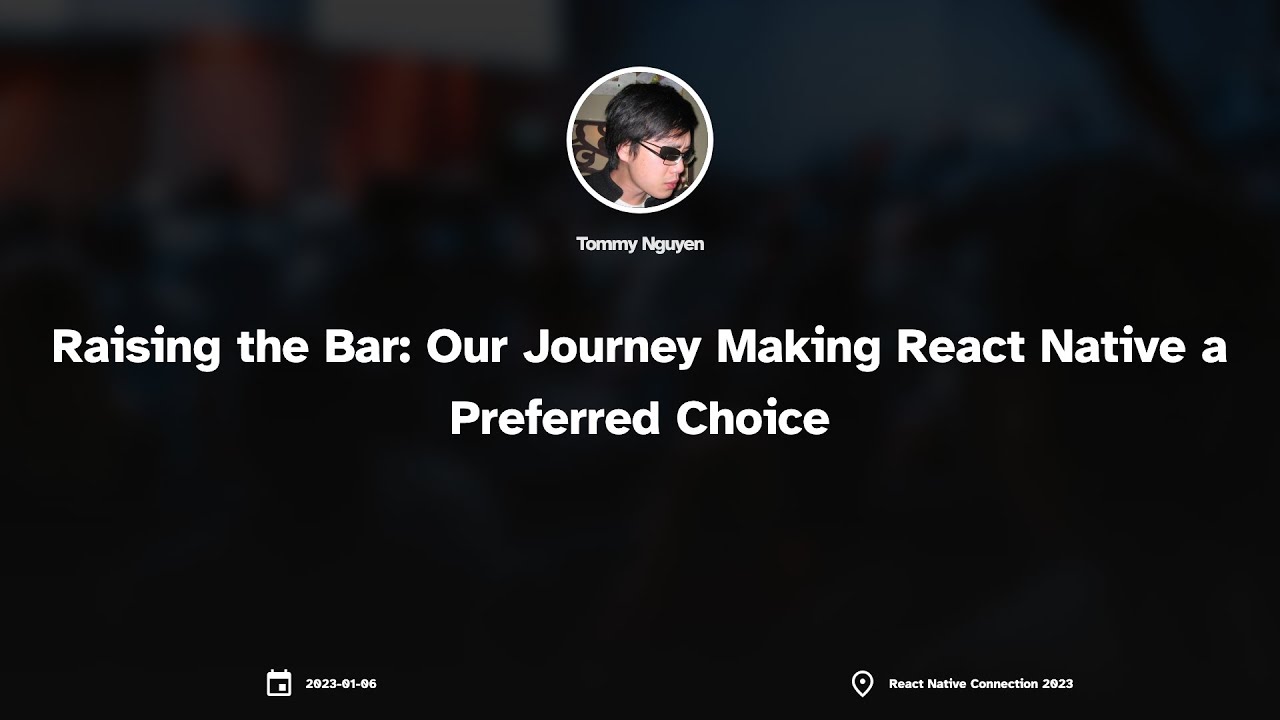 Tommy Nguyen
Raising the Bar: Our Journey Making React Native a
Preferred Choice
2023-01-06
React Native Connection 2023